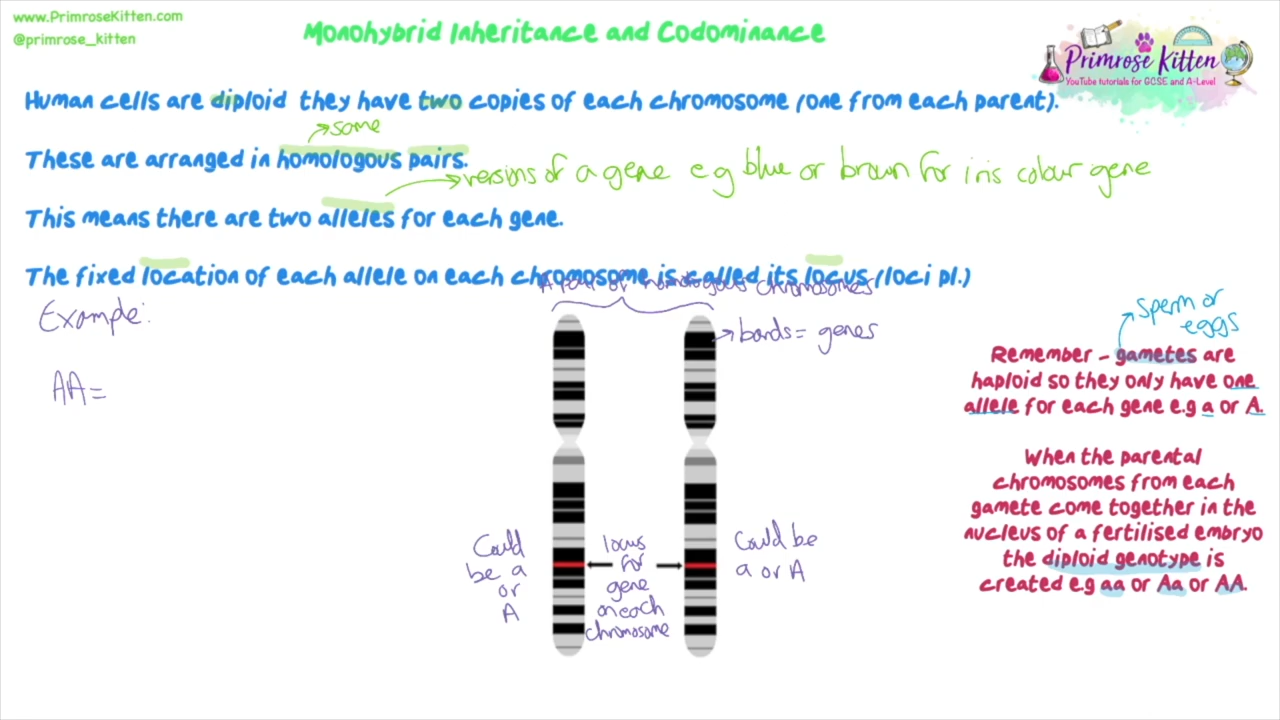 www.PrimroseKitten.com
@primrose_kitten
Monohybrid Inheritance and Codominance
Primrose Kitten
YouTube tutorials for GCSE and A-Level
Human cells are diploid they have two copies of each chromosome (one from each parent).
same
These are arranged in homologous pairs.
versions of a gene eg blue or brown for iris colour gene
This means there are two alleles for each gene.
The fixed location of each allele on each chromosome is called its locus (loci pl.)
A pair of homologous chromosomes
Example:
AA=
bands = genes
Could
be a
or
A
locus
for
gene
on each
chromosome
Could be
a or A
sperm or
eggs
Remember - gametes are
haploid so they only have one
allele for each gene e.g a or A.
When the parental
chromosomes from each
gamete come together in the
nucleus of a fertilised embryo
the diploid genotype is
created e.g aa or Aa or AA.